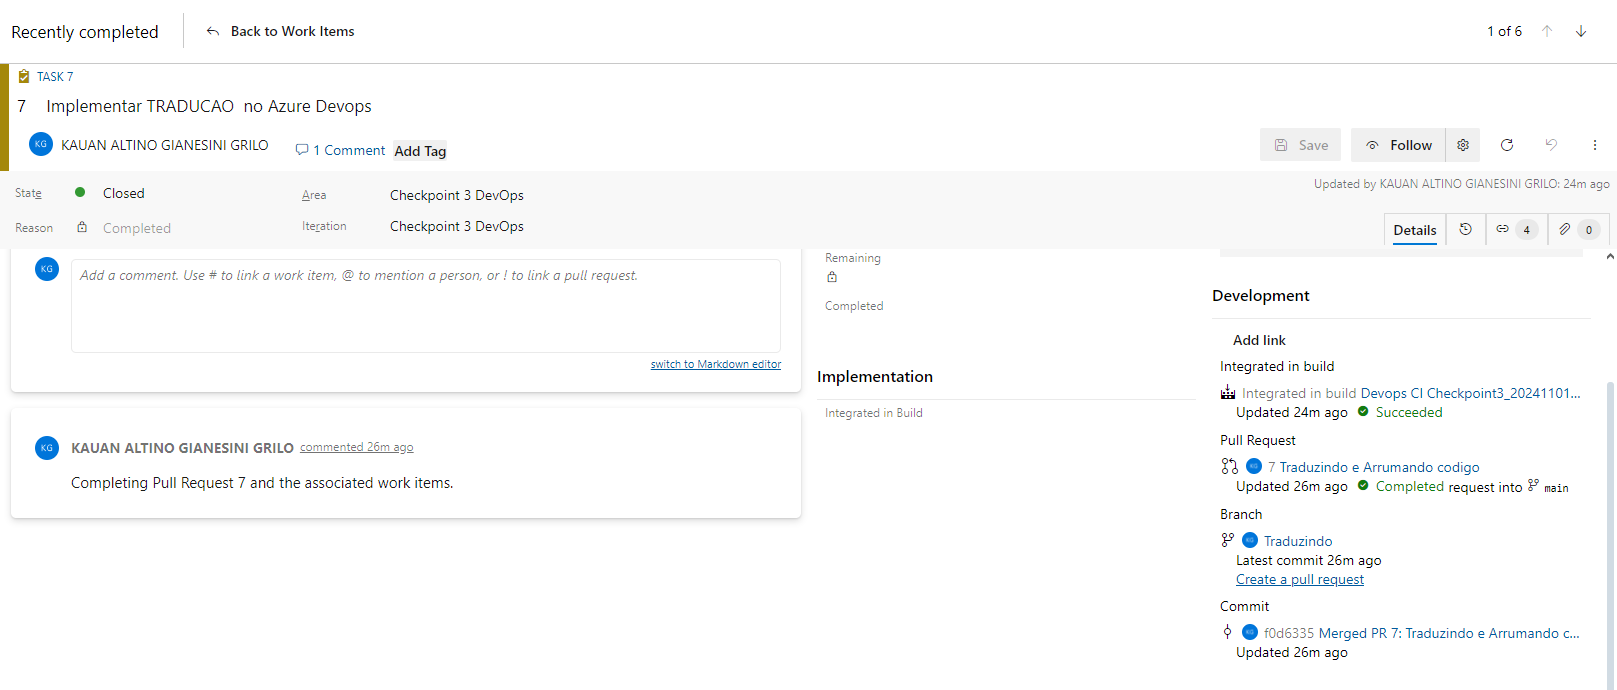 Recently completed
Back to Work Items
1 of 6
TASK 7
7 Implementar TRADUCAO no Azure Devops
KG KAUAN ALTINO GIANESINI GRILO
1 Comment
Add Tag
Save
Follow
State
Closed
Area
Checkpoint 3 DevOps
Updated by KAUAN ALTINO GIANESINI GRILO: 24m ago
Reason
Completed
Iteration
Checkpoint 3 DevOps
Details
4
0
KG
Add a comment. Use # to link a work item, @ to mention a person, or ! to link a pull request.
switch to Markdown editor
KG KAUAN ALTINO GIANESINI GRILO commented 26m ago
Completing Pull Request 7 and the associated work items.
Remaining
Completed
Implementation
Integrated in Build
Development
Add link
Integrated in build
Integrated in build Devops CI Checkpoint3_20241101...
Updated 24m ago Succeeded
Pull Request
KG 7 Traduzindo e Arrumando codigo
Updated 26m ago Completed request into main
Branch
KG Traduzindo
Latest commit 26m ago
Create a pull request
Commit
KG f0d6335 Merged PR 7: Traduzindo e Arrumando c...
Updated 26m ago